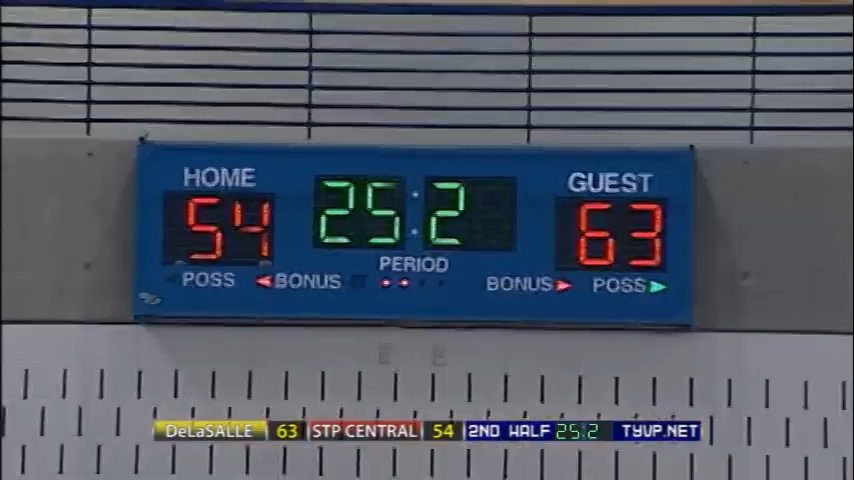 HOME 25:2 GUEST
54 63
PERIOD
POSS BONUS BONUS POSS
DeLaSALLE 63 STP CENTRAL 54 2ND HALF 25:2 TYUP.NET